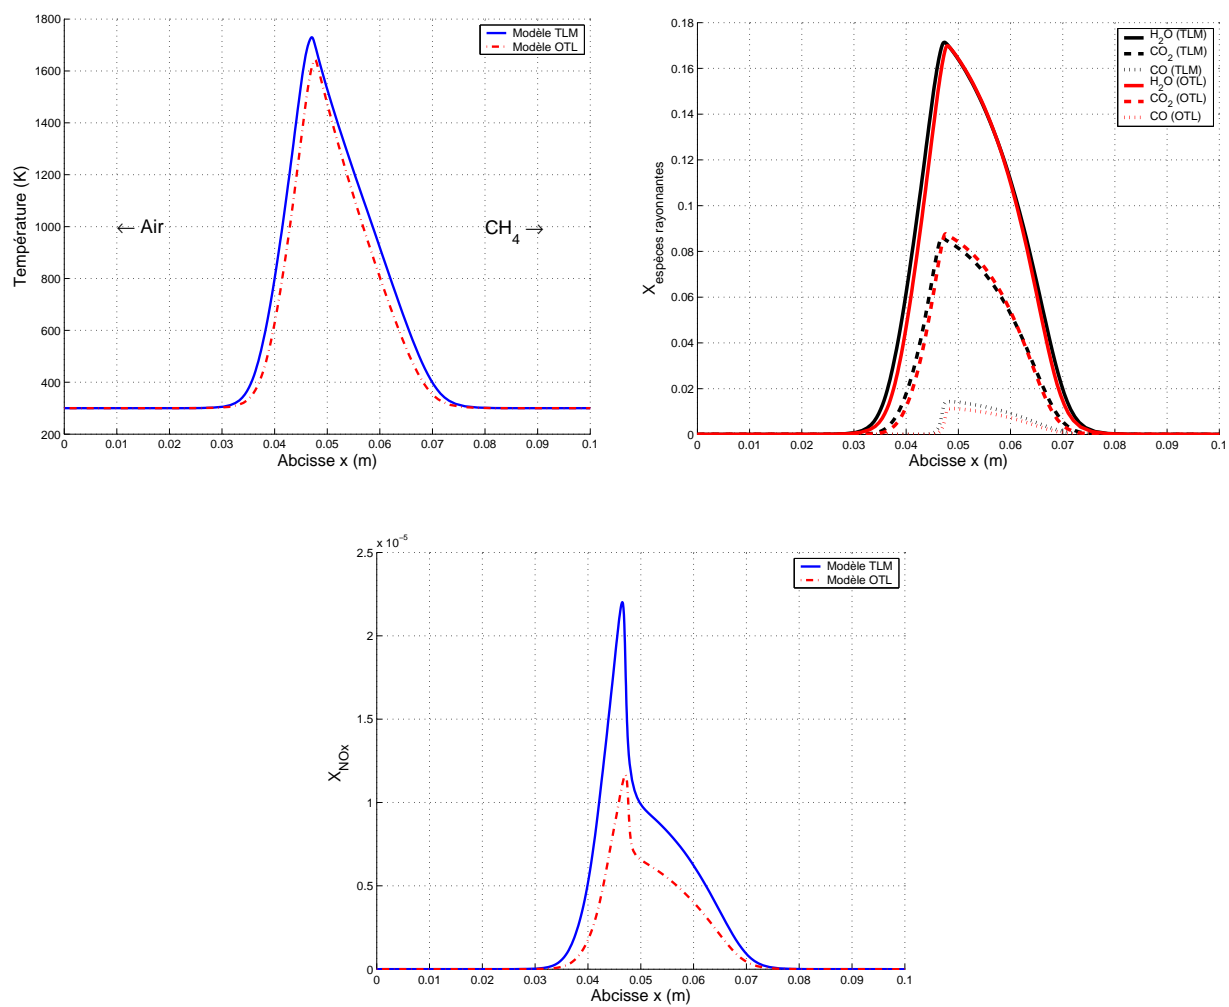 1800
1600
1400
1200
1000
800
600
400
200
Température (K)
Modèle TLM
Modèle OTL
← Air
CH4 →
0 0.01 0.02 0.03 0.04 0.05 0.06 0.07 0.08 0.09 0.1
Abcisse x (m)
0.18
0.16
0.14
0.12
0.1
0.08
0.06
0.04
0.02
0
Xespèces rayonnantes
H2O (TLM)
CO2 (TLM)
CO (TLM)
H2O (OTL)
CO2 (OTL)
CO (OTL)
0 0.01 0.02 0.03 0.04 0.05 0.06 0.07 0.08 0.09 0.1
Abcisse x (m)
x 10-5
2.5
2
1.5
1
0.5
0
XNOx
Modèle TLM
Modèle OTL
0 0.01 0.02 0.03 0.04 0.05 0.06 0.07 0.08 0.09 0.1
Abcisse x (m)